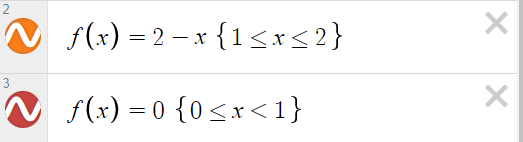 2
f(x) = 2 − x {1 ≤ x ≤ 2}
3
f(x) = 0 {0 ≤ x < 1}